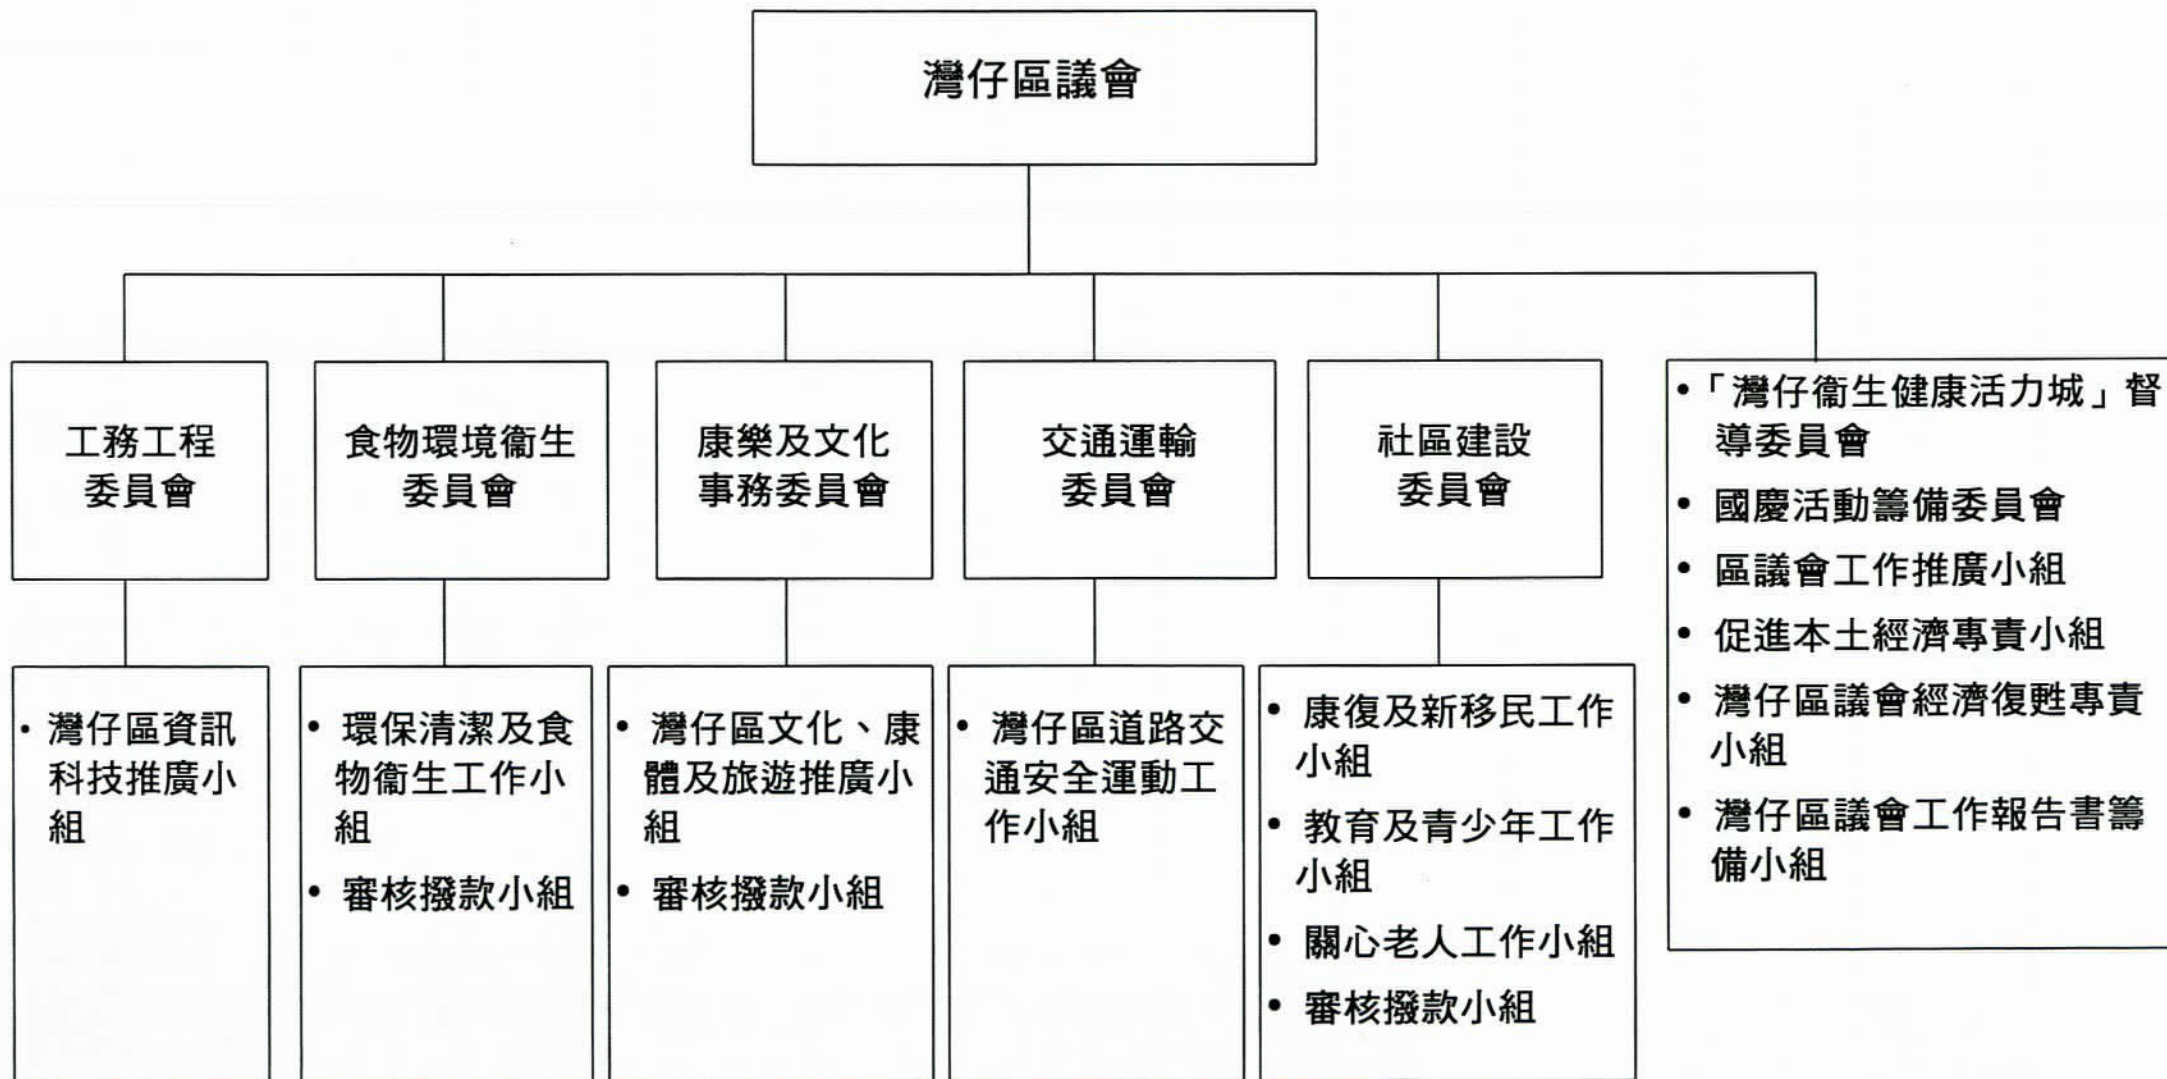 灣仔區議會
工務工程
委員會
食物環境衞生
委員會
康樂及文化
事務委員會
交通運輸
委員會
社區建設
委員會
•「灣仔衞生健康活力城」督
導委員會
• 國慶活動籌備委員會
• 區議會工作推廣小組
• 促進本土經濟專責小組
• 灣仔區議會經濟復甦專責
小組
• 灣仔區議會工作報告書籌
備小組
• 灣仔區資訊
科技推廣小
組
• 環保清潔及食
物衞生工作小
組
• 審核撥款小組
• 灣仔區文化、康
體及旅遊推廣小
組
• 審核撥款小組
• 灣仔區道路交
通安全運動工
作小組
• 康復及新移民工作
小組
• 教育及青少年工作
小組
• 關心老人工作小組
• 審核撥款小組